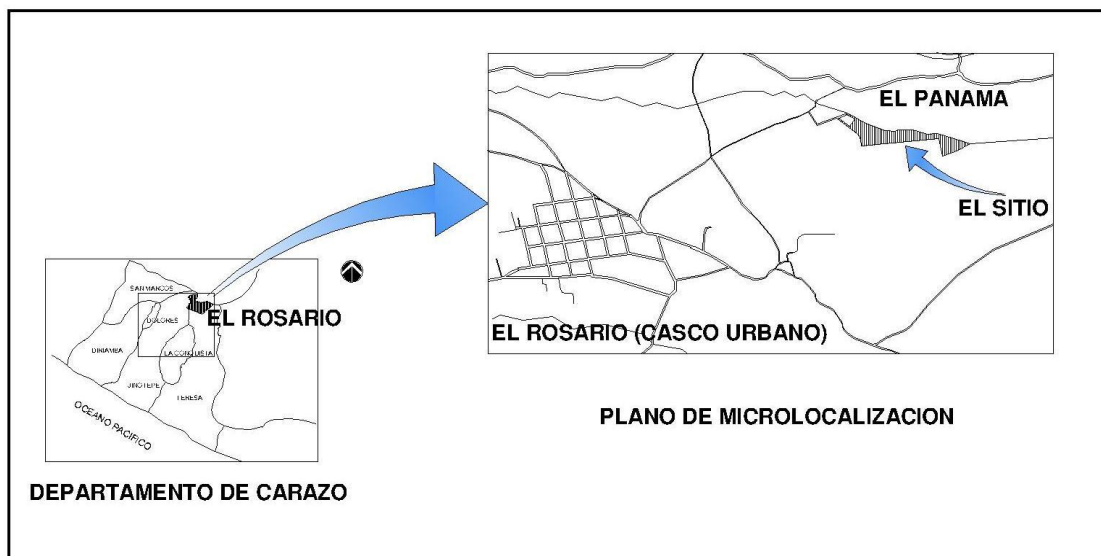 EL PANAMA
EL SITIO
EL ROSARIO (CASCO URBANO)
PLANO DE MICROLOCALIZACION
SAN MARCOS
DOLORES
EL ROSARIO
DIRIAMBA
LA CONQUISTA
JINOTEPE
TERESA
OCEANO PACIFICO
DEPARTAMENTO DE CARAZO